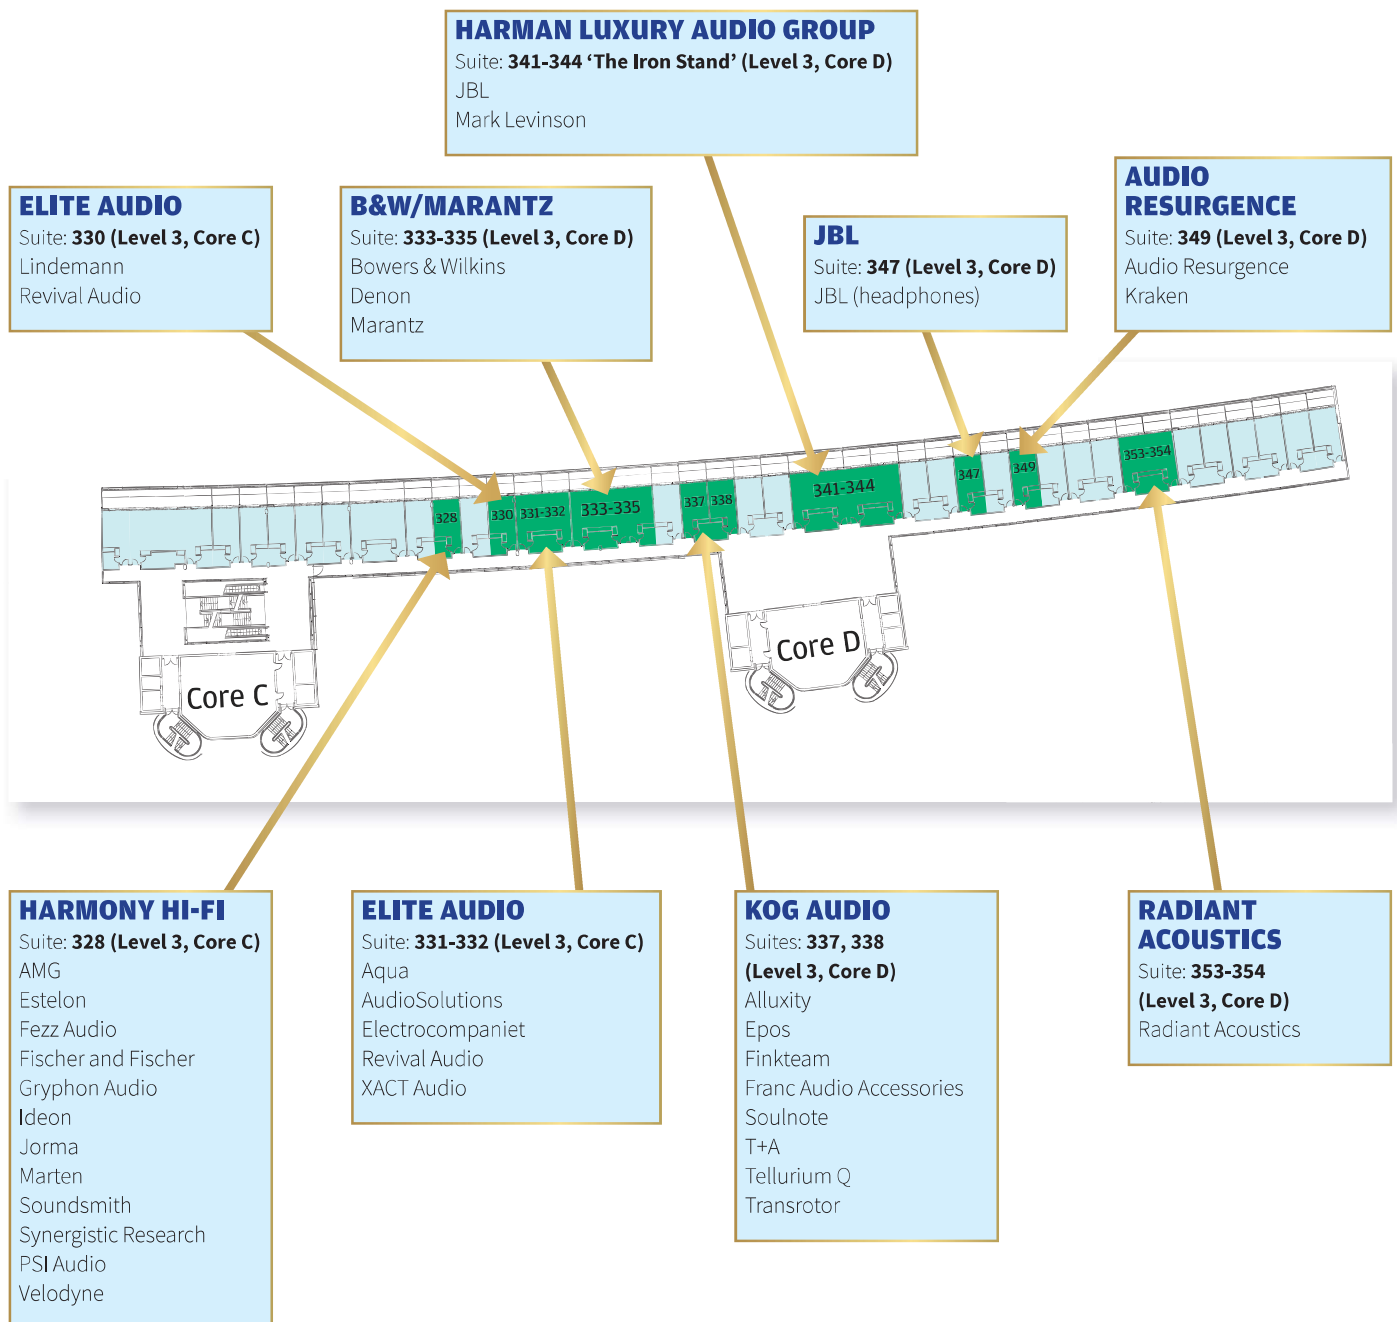 HARMAN LUXURY AUDIO GROUP
Suite: 341-344 ‘The Iron Stand’ (Level 3, Core D)
JBL
Mark Levinson
ELITE AUDIO
Suite: 330 (Level 3, Core C)
Lindemann
Revival Audio
B&W/MARANTZ
Suite: 333-335 (Level 3, Core D)
Bowers & Wilkins
Denon
Marantz
JBL
Suite: 347 (Level 3, Core D)
JBL (headphones)
AUDIO
RESURGENCE
Suite: 349 (Level 3, Core D)
Audio Resurgence
Kraken
328
330
331-332
333-335
337
338
341-344
347
349
353-354
Core C
Core D
HARMONY HI-FI
Suite: 328 (Level 3, Core C)
AMG
Estelon
Fezz Audio
Fischer and Fischer
Gryphon Audio
Ideon
Jorma
Marten
Soundsmith
Synergistic Research
PSI Audio
Velodyne
ELITE AUDIO
Suite: 331-332 (Level 3, Core C)
Aqua
AudioSolutions
Electrocompaniet
Revival Audio
XACT Audio
KOG AUDIO
Suites: 337, 338
(Level 3, Core D)
Alluxity
Epos
Finkteam
Franc Audio Accessories
Soulnote
T+A
Tellurium Q
Transrotor
RADIANT
ACOUSTICS
Suite: 353-354
(Level 3, Core D)
Radiant Acoustics